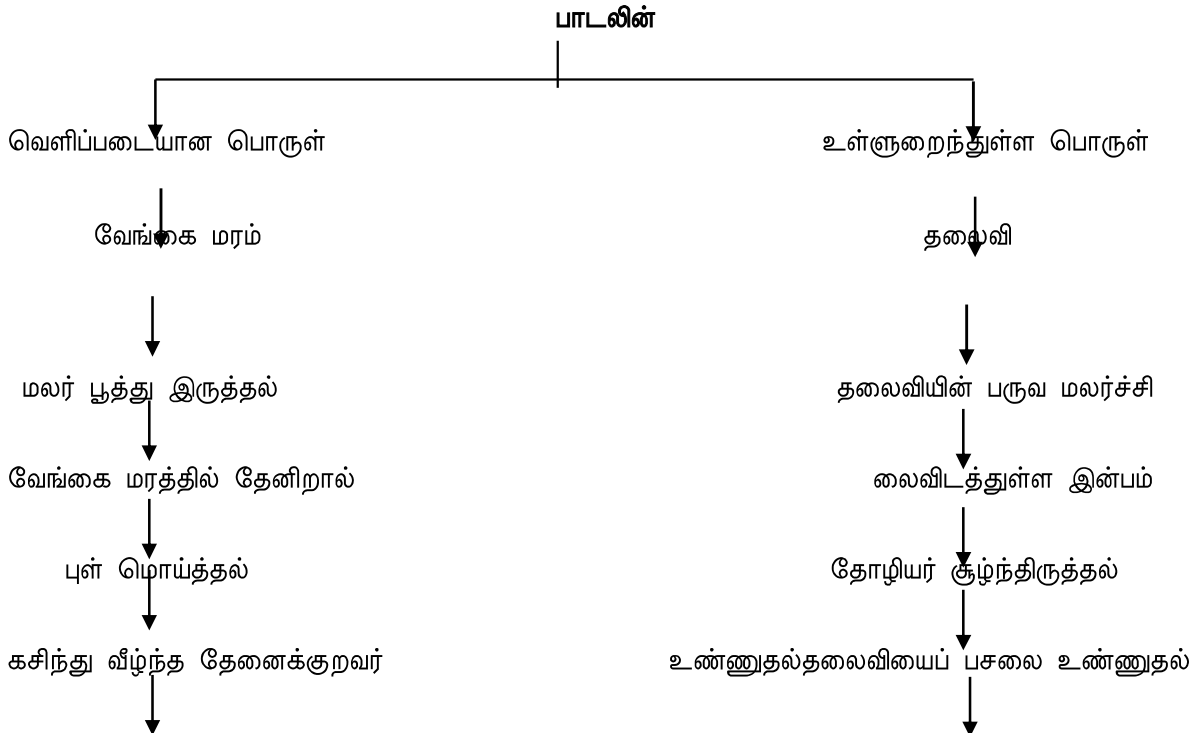 பாடலின்
வெளிப்படையான பொருள்
உள்ளுறைந்துள்ள பொருள்
வேங்கை மரம்
தலைவி
மலர் பூத்து இருத்தல்
தலைவியின் பருவ மலர்ச்சி
வேங்கை மரத்தில் தேனிறால்
லைவிடத்துள்ள இன்பம்
புள் மொய்த்தல்
தோழியர் சூழ்ந்திருத்தல்
கசிந்து வீழ்ந்த தேனைக்குறவர்
உண்ணுதல்தலைவியைப் பசலை உண்ணுதல்